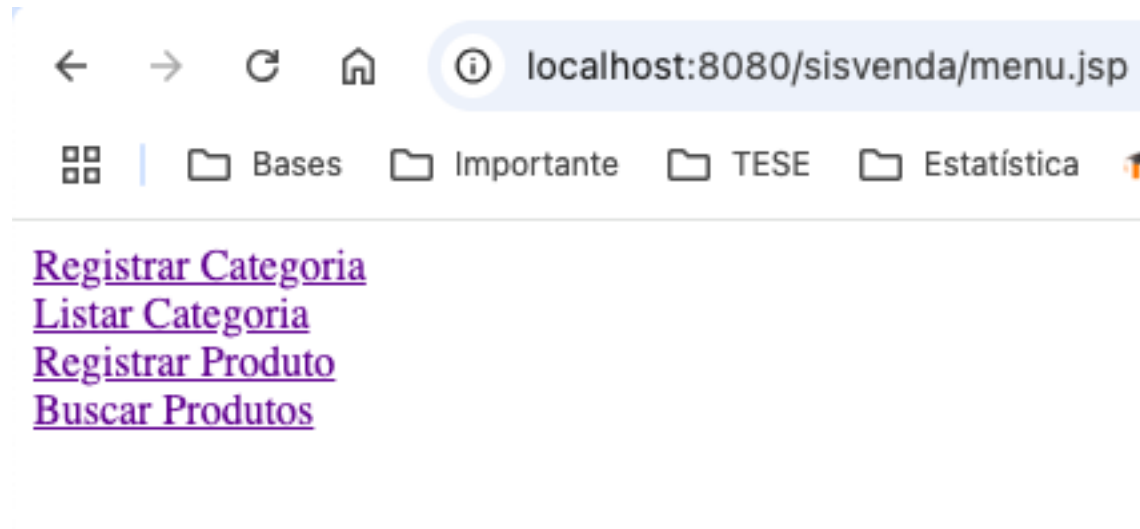 localhost:8080/sisvenda/menu.jsp
Bases Importante TESE Estatística
Registrar Categoria
Listar Categoria
Registrar Produto
Buscar Produtos